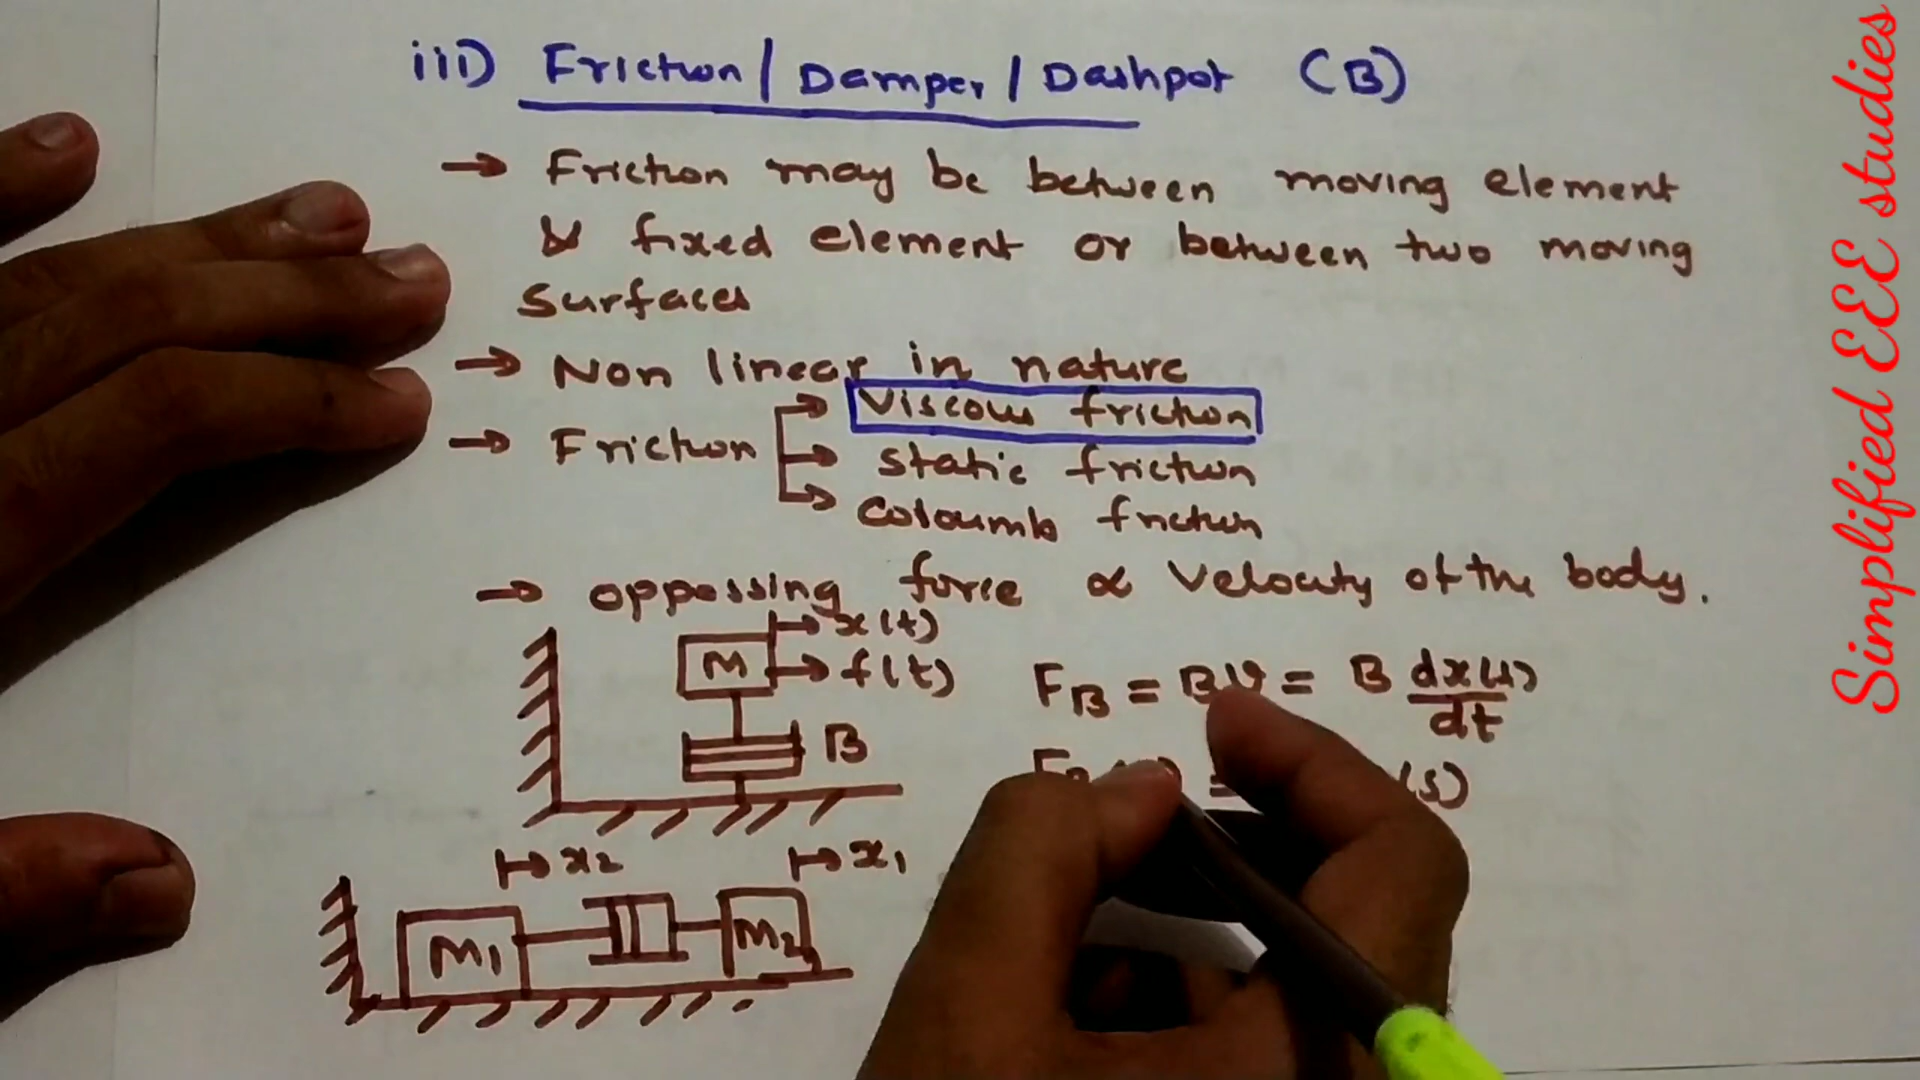 iii) Friction / Damper / Dashpot (B)
→ Friction may be between moving element
& fixed element or between two moving
surfaces
→ Non linear in nature
→ Friction → Viscous friction
→ static friction
→ Coloumb friction
→ oppossing force ∝ Velocity of the body.
x(t)
M f(t)
B
F_B = BV = B dx(t)/dt
(s)
x2 x1
M1 M2
Simplified EEE studies